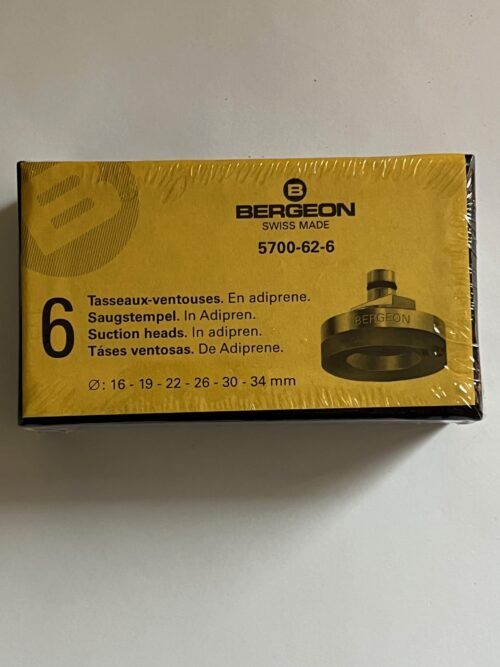 B
B
BERGEON
SWISS MADE
5700-62-6
6
Tasseaux-ventouses. En adiprene.
Saugstempel. In Adipren.
Suction heads. In adipren.
Táses ventosas. De Adiprene.
Ø: 16 - 19 - 22 - 26 - 30 - 34 mm
BERGEON